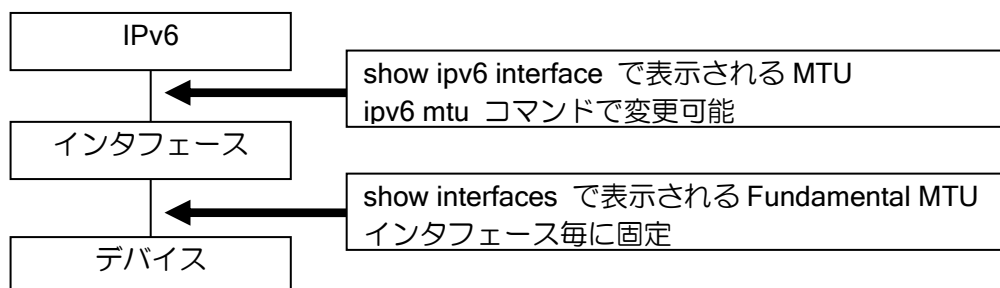 IPv6
show ipv6 interface で表示される MTU
ipv6 mtu コマンドで変更可能
インタフェース
show interfaces で表示される Fundamental MTU
インタフェース毎に固定
デバイス